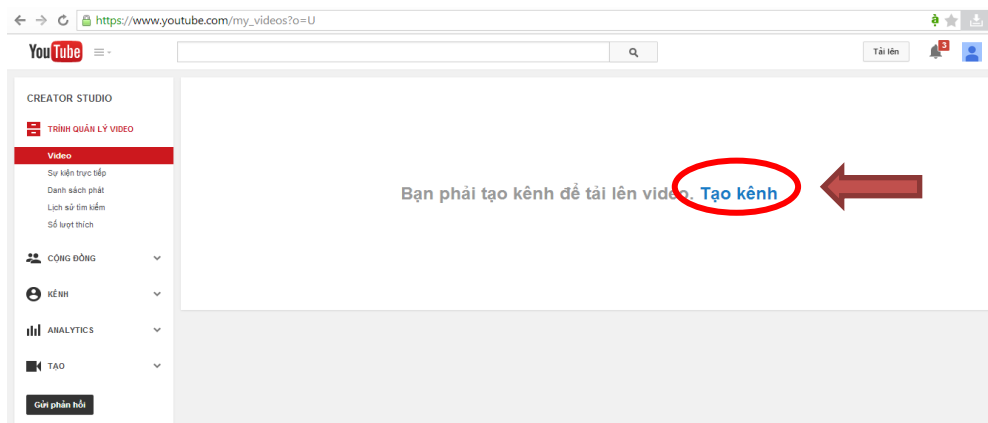 https://www.youtube.com/my_videos?o=U
YouTube
Tải lên
3
CREATOR STUDIO
TRÌNH QUẢN LÝ VIDEO
Video
Sự kiện trực tiếp
Danh sách phát
Lịch sử tìm kiếm
Số lượt thích
Bạn phải tạo kênh để tải lên video. Tạo kênh
CỘNG ĐỒNG
KÊNH
ANALYTICS
TẠO
Gửi phản hồi